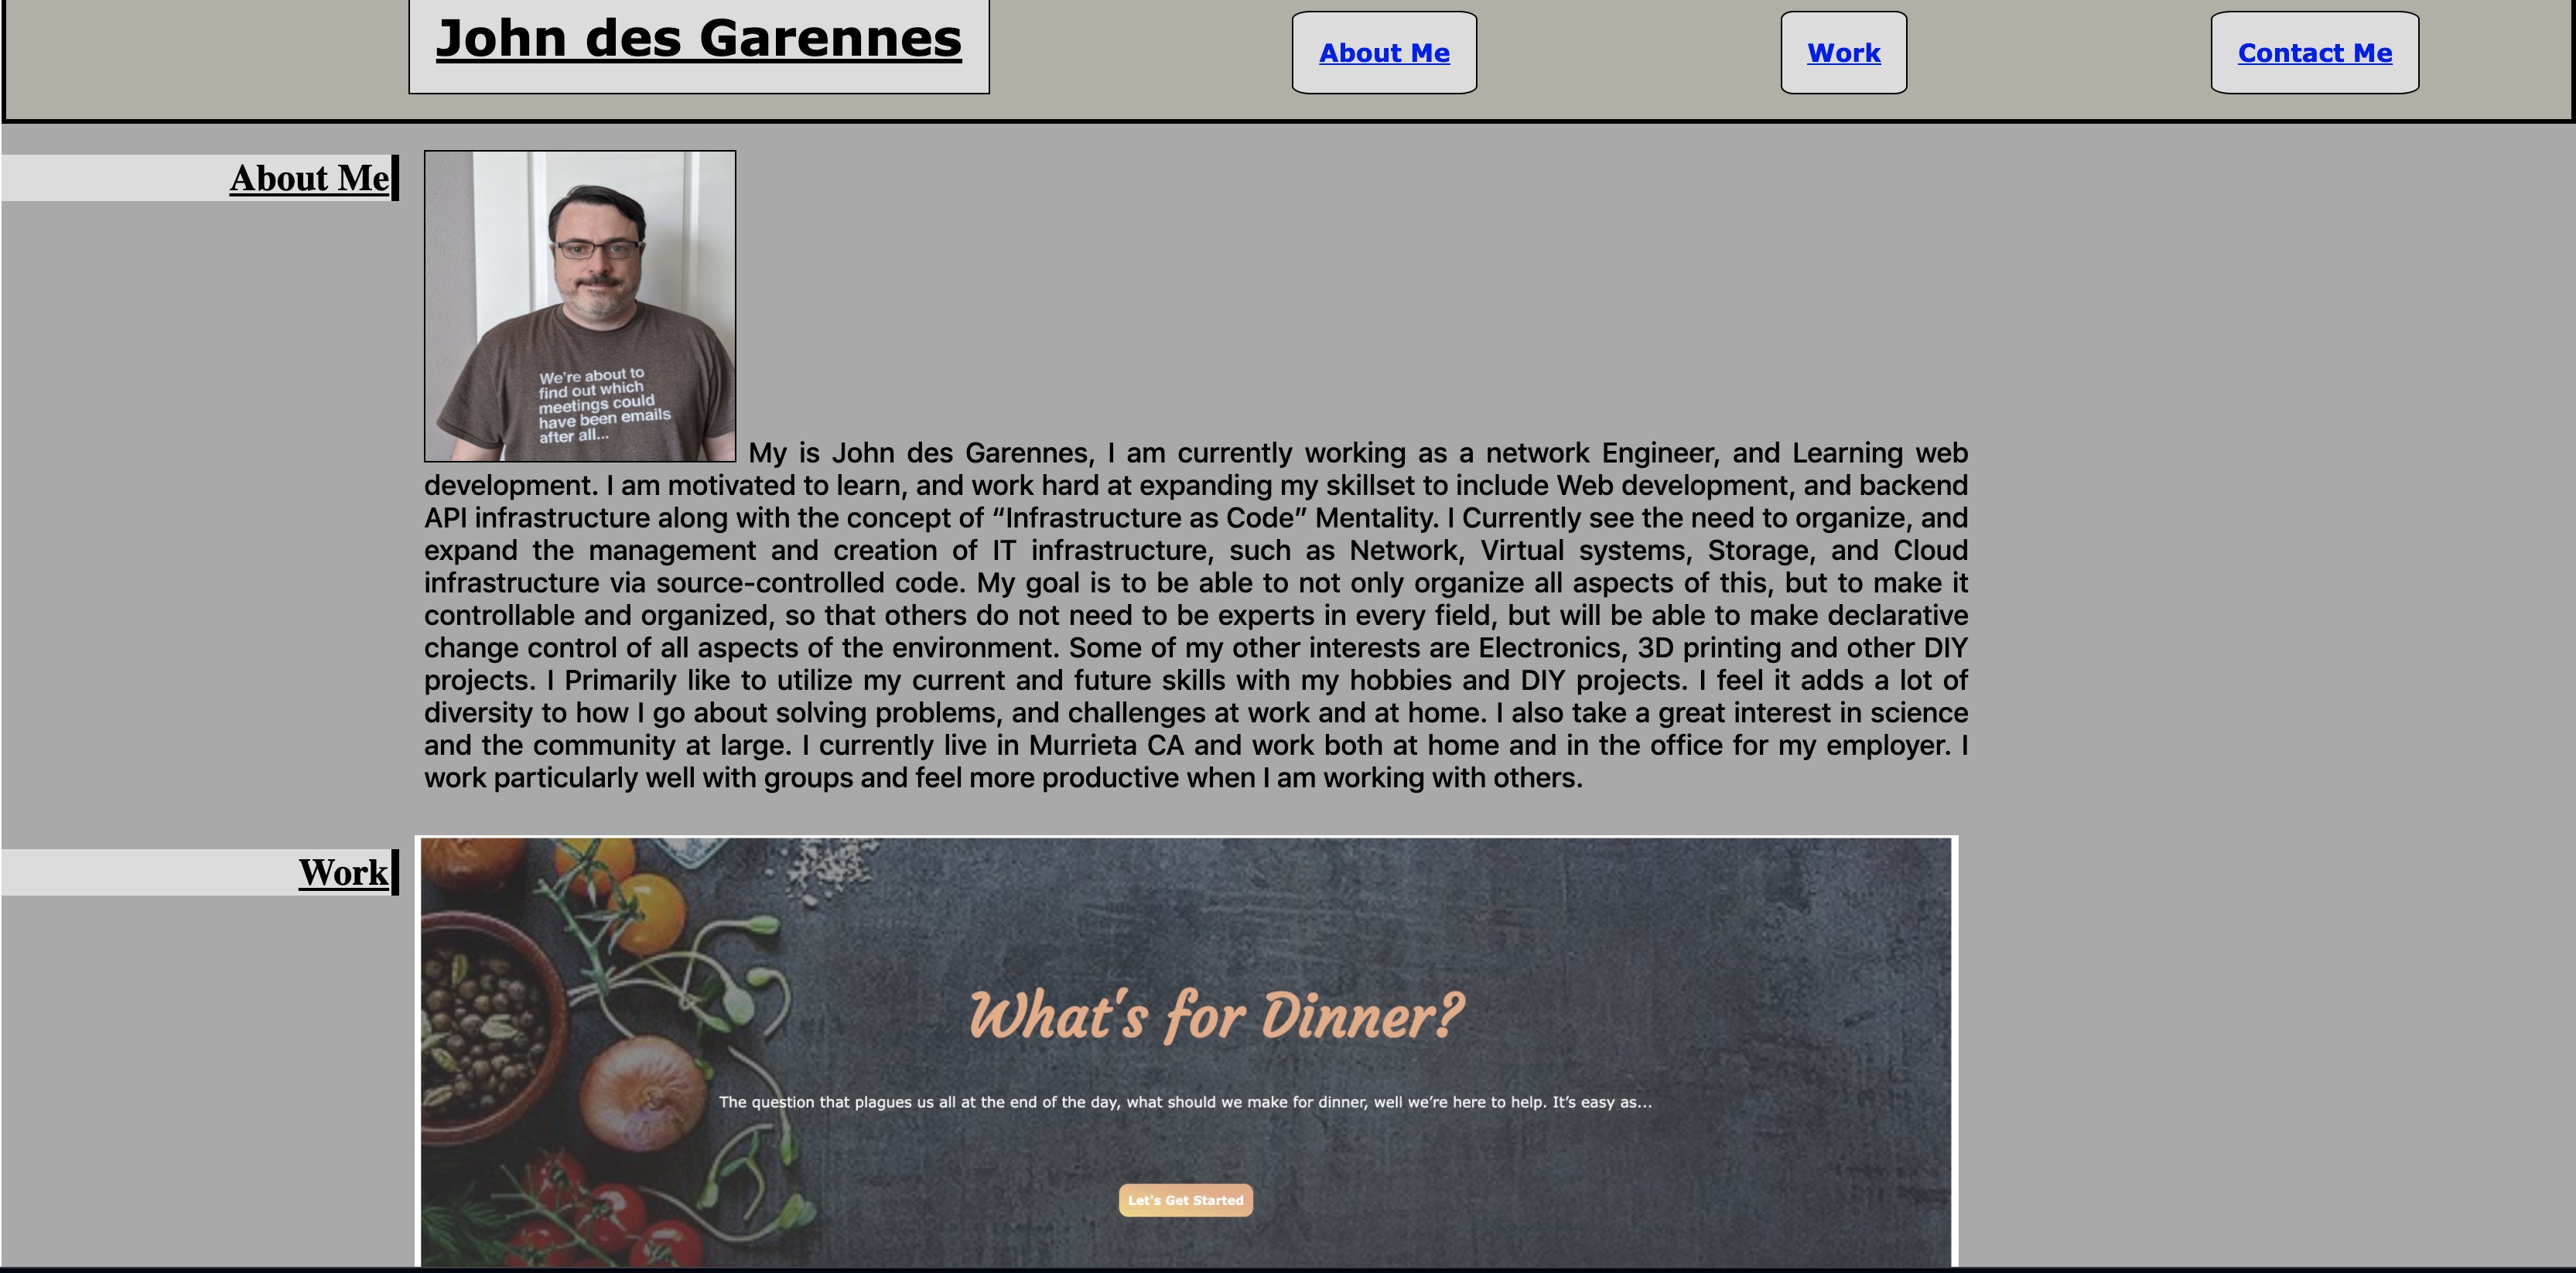 John des Garennes
About Me
Work
Contact Me
About Me
We're about to
find out which
meetings could
have been emails
after all...
My is John des Garennes, I am currently working as a network Engineer, and Learning web
development. I am motivated to learn, and work hard at expanding my skillset to include Web development, and backend
API infrastructure along with the concept of “Infrastructure as Code” Mentality. I Currently see the need to organize, and
expand the management and creation of IT infrastructure, such as Network, Virtual systems, Storage, and Cloud
infrastructure via source-controlled code. My goal is to be able to not only organize all aspects of this, but to make it
controllable and organized, so that others do not need to be experts in every field, but will be able to make declarative
change control of all aspects of the environment. Some of my other interests are Electronics, 3D printing and other DIY
projects. I Primarily like to utilize my current and future skills with my hobbies and DIY projects. I feel it adds a lot of
diversity to how I go about solving problems, and challenges at work and at home. I also take a great interest in science
and the community at large. I currently live in Murrieta CA and work both at home and in the office for my employer. I
work particularly well with groups and feel more productive when I am working with others.
Work
What's for Dinner?
The question that plagues us all at the end of the day, what should we make for dinner, well we’re here to help. It’s easy as...
Let's Get Started